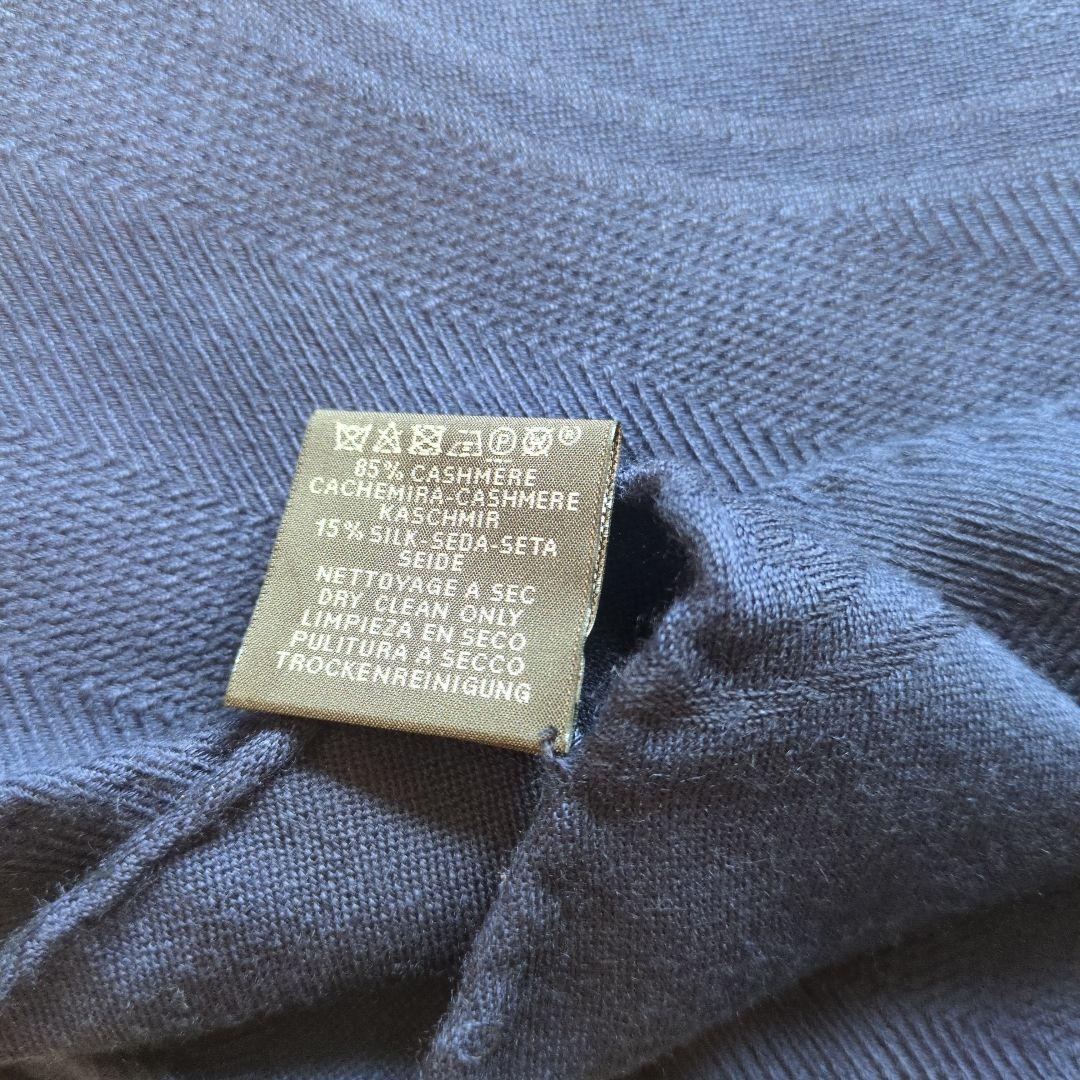 P W ®
85% CASHMERE
CACHEMIRA-CASHMERE
KASCHMIR
15% SILK-SEDA-SETA
SEIDE
NETTOYAGE A SEC
DRY CLEAN ONLY
LIMPIEZA EN SECO
PULITURA A SECCO
TROCKENREINIGUNG